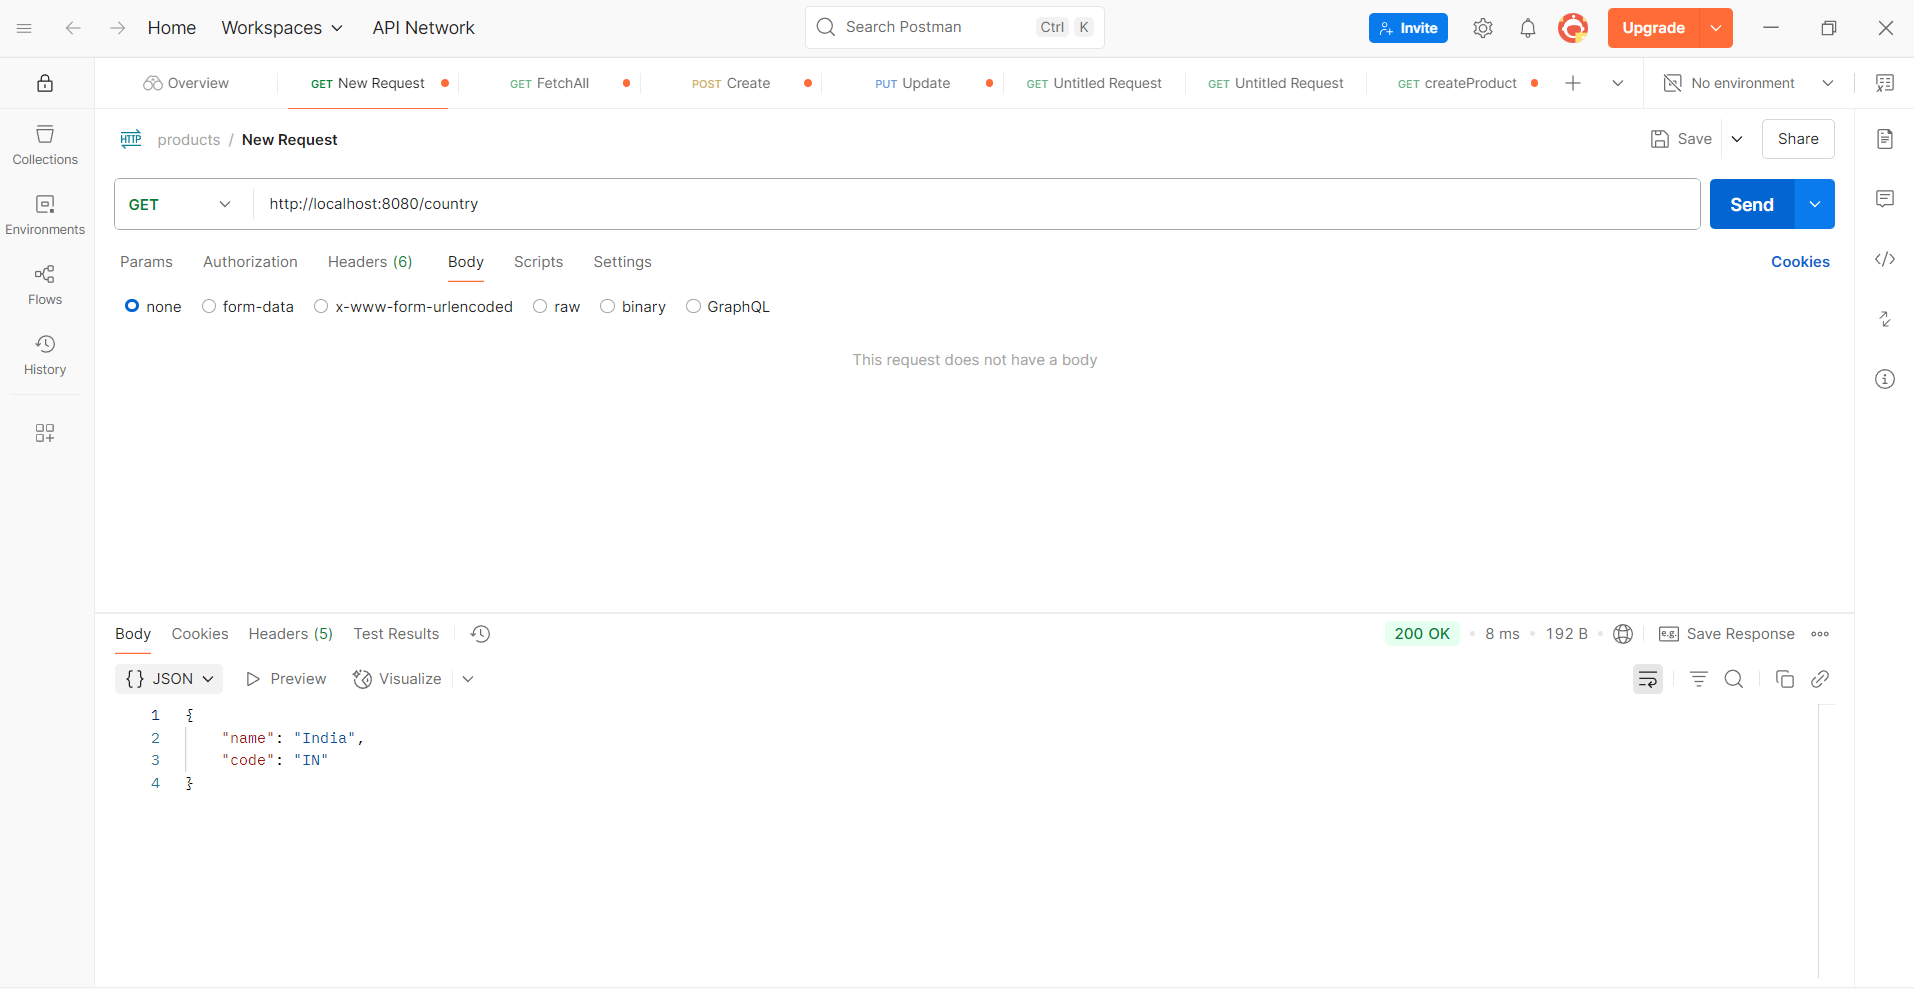 Home Workspaces API Network Search Postman Ctrl K Invite Upgrade
Overview GET New Request GET FetchAll POST Create PUT Update GET Untitled Request GET Untitled Request GET createProduct No environment
Collections
Environments
Flows
History
HTTP products / New Request Save Share
GET http://localhost:8080/country Send
Params Authorization Headers (6) Body Scripts Settings Cookies
none form-data x-www-form-urlencoded raw binary GraphQL
This request does not have a body
Body Cookies Headers (5) Test Results 200 OK 8 ms 192 B e.g. Save Response
{} JSON Preview Visualize
1 {
2 "name": "India",
3 "code": "IN"
4 }